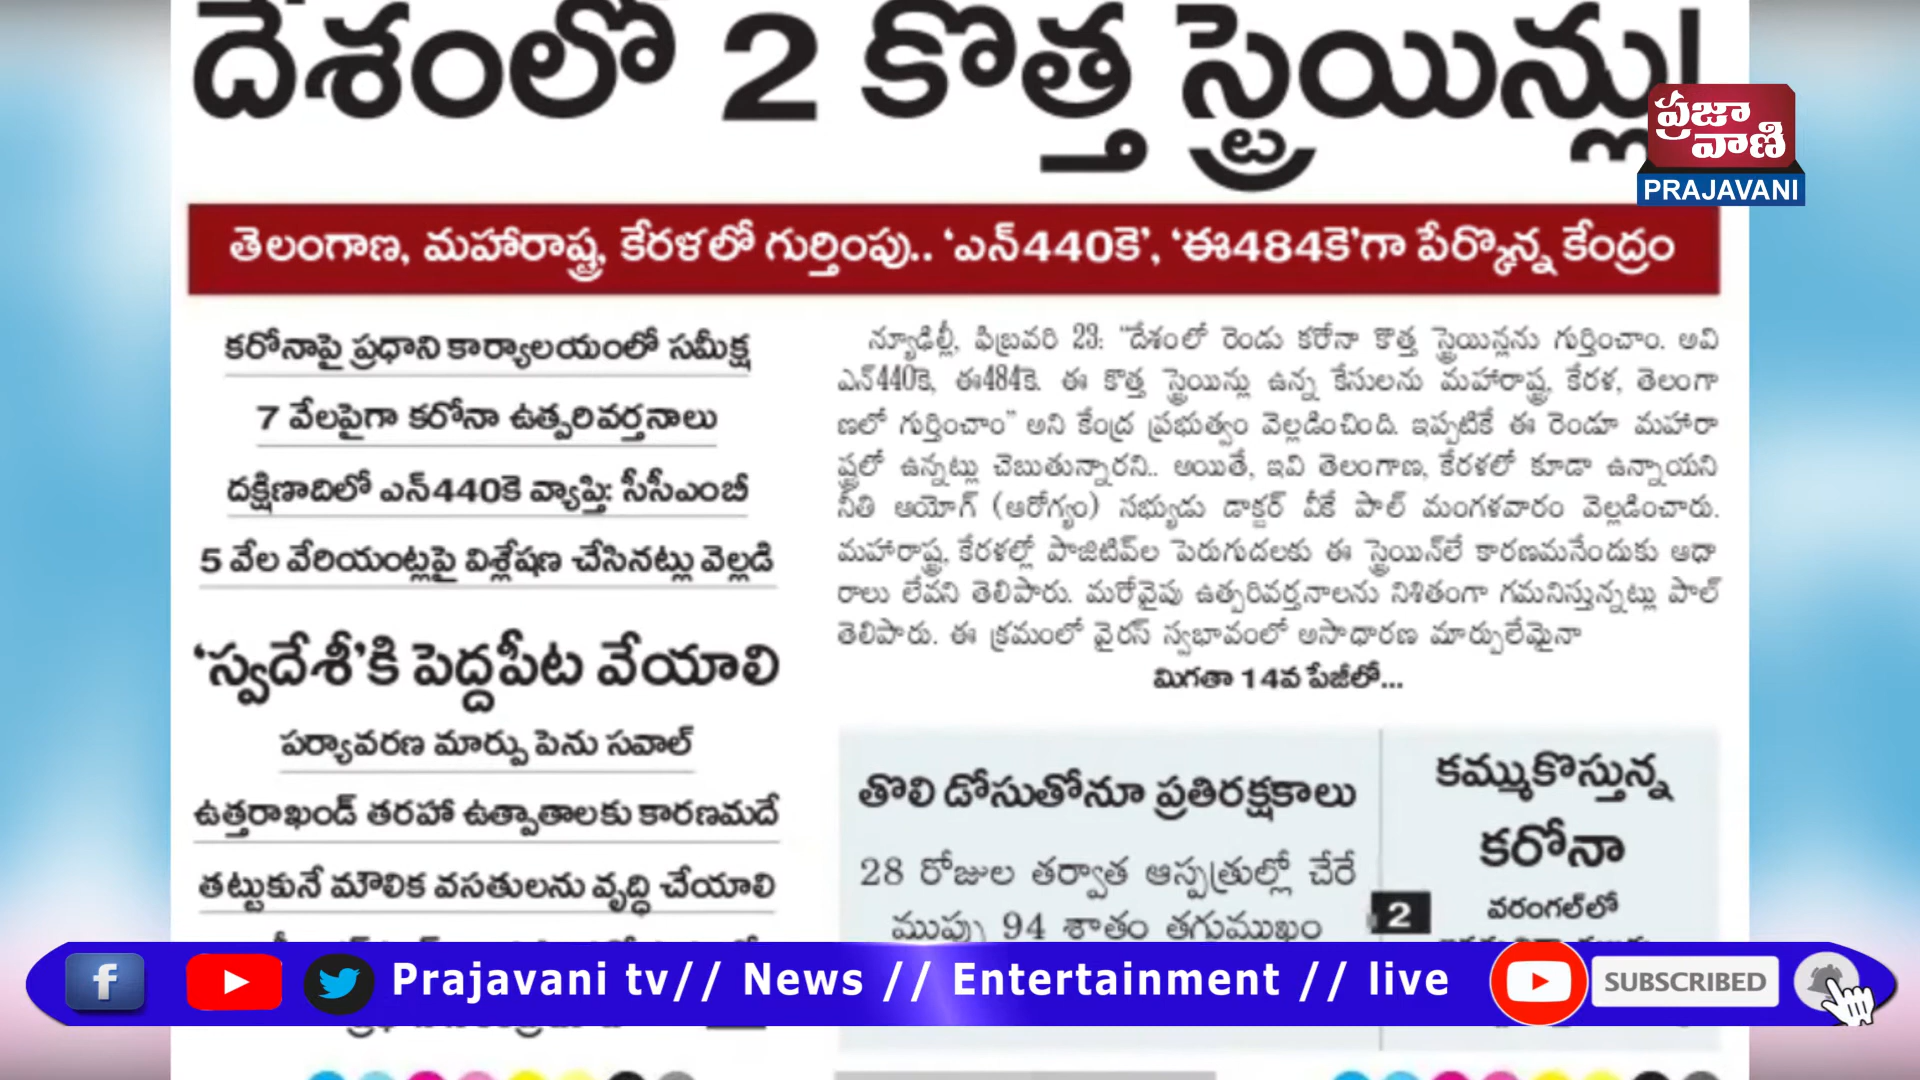 దేశంలో 2 కొత్త స్ట్రెయిన్లు!
ప్రజా
వాణి
PRAJAVANI
తెలంగాణ, మహారాష్ట్ర, కేరళలో గుర్తింపు.. ‘ఎన్440కె’, ‘ఈ484కె’గా పేర్కొన్న కేంద్రం
కరోనాపై ప్రధాని కార్యాలయంలో సమీక్ష
7 వేలపైగా కరోనా ఉత్పరివర్తనాలు
దక్షిణాదిలో ఎన్440కె వ్యాప్తి: సీసీఎంబీ
5 వేల వేరియంట్లపై విశ్లేషణ చేసినట్లు వెల్లడి
‘స్వదేశీ’కి పెద్దపీట వేయాలి
పర్యావరణ మార్పు పెను సవాల్
ఉత్తరాఖండ్ తరహా ఉత్పాతాలకు కారణమదే
తట్టుకునే మౌలిక వసతులను వృద్ధి చేయాలి
న్యూఢిల్లీ, ఫిబ్రవరి 23: “దేశంలో రెండు కరోనా కొత్త స్ట్రెయిన్లను గుర్తించాం. అవి
ఎన్440కె, ఈ484కె. ఈ కొత్త స్ట్రెయిన్లు ఉన్న కేసులను మహారాష్ట్ర, కేరళ, తెలంగా
ణలో గుర్తించాం” అని కేంద్ర ప్రభుత్వం వెల్లడించింది. ఇప్పటికే ఈ రెండూ మహారా
ష్ట్రలో ఉన్నట్లు చెబుతున్నారని.. అయితే, ఇవి తెలంగాణ, కేరళలో కూడా ఉన్నాయని
నీతి ఆయోగ్ (ఆరోగ్యం) సభ్యుడు డాక్టర్ వీకే పాల్ మంగళవారం వెల్లడించారు.
మహారాష్ట్ర, కేరళల్లో పాజిటివ్‌ల పెరుగుదలకు ఈ స్ట్రెయిన్‌లే కారణమనేందుకు ఆధా
రాలు లేవని తెలిపారు. మరోవైపు ఉత్పరివర్తనాలను నిశితంగా గమనిస్తున్నట్లు పాల్
తెలిపారు. ఈ క్రమంలో వైరస్ స్వభావంలో అసాధారణ మార్పులేమైనా
మిగతా 14వ పేజీలో...
తొలి డోసుతోనూ ప్రతిరక్షకాలు
28 రోజుల తర్వాత ఆస్పత్రుల్లో చేరే
ముప్పు 94 శాతం తగ్గుముఖం
2
కమ్ముకొస్తున్న
కరోనా
వరంగల్‌లో
Prajavani tv// News // Entertainment // live
SUBSCRIBED